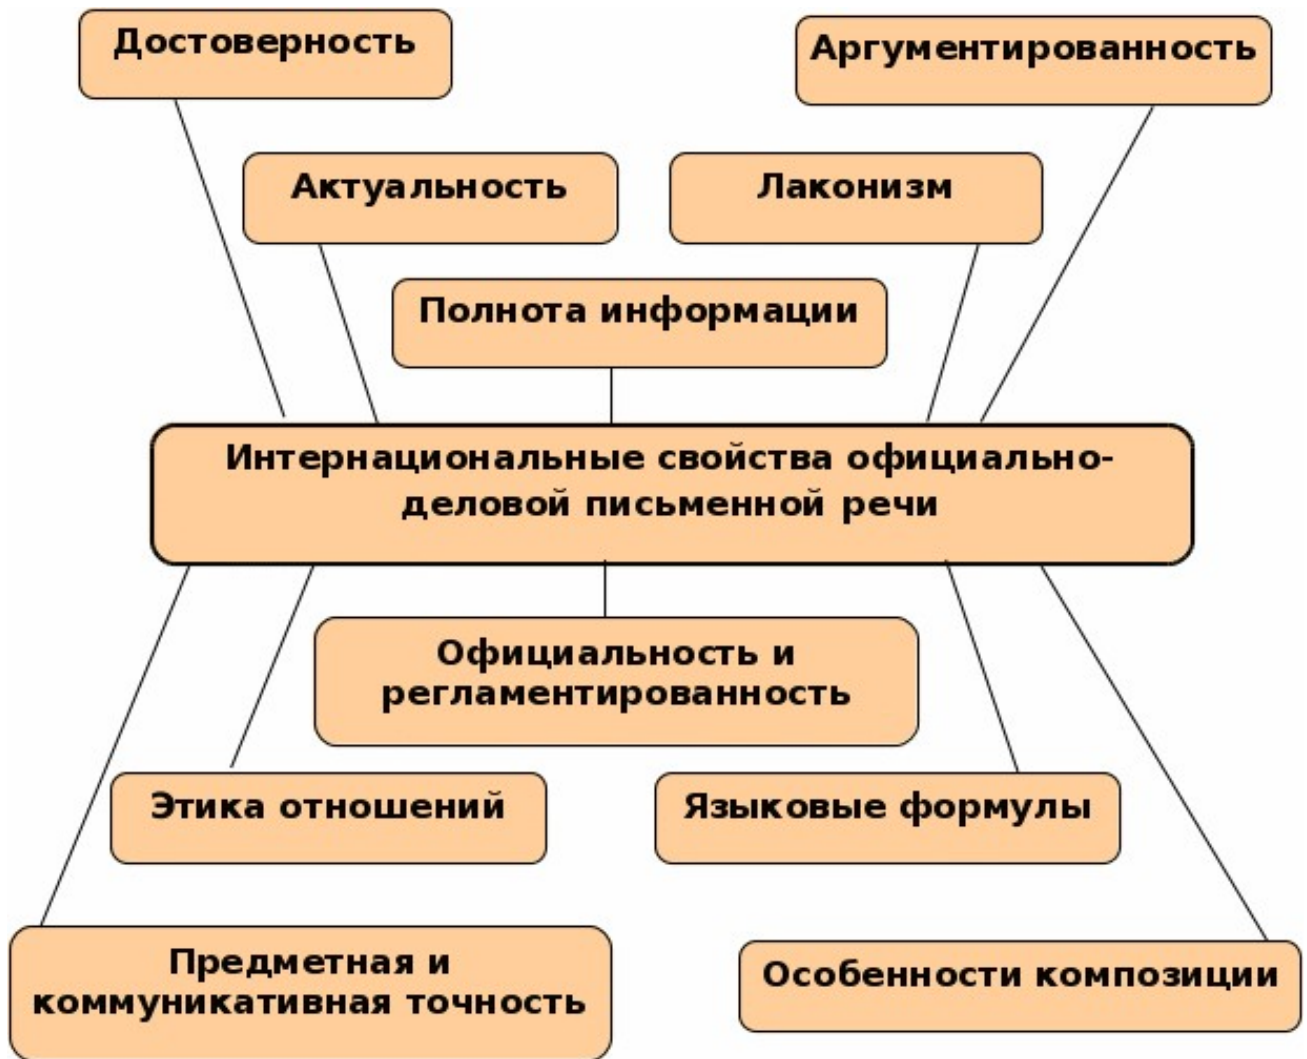 Достоверность
Аргументированность
Актуальность
Лаконизм
Полнота информации
Интернациональные свойства официально-
деловой письменной речи
Официальность и
регламентированность
Этика отношений
Языковые формулы
Предметная и
коммуникативная точность
Особенности композиции